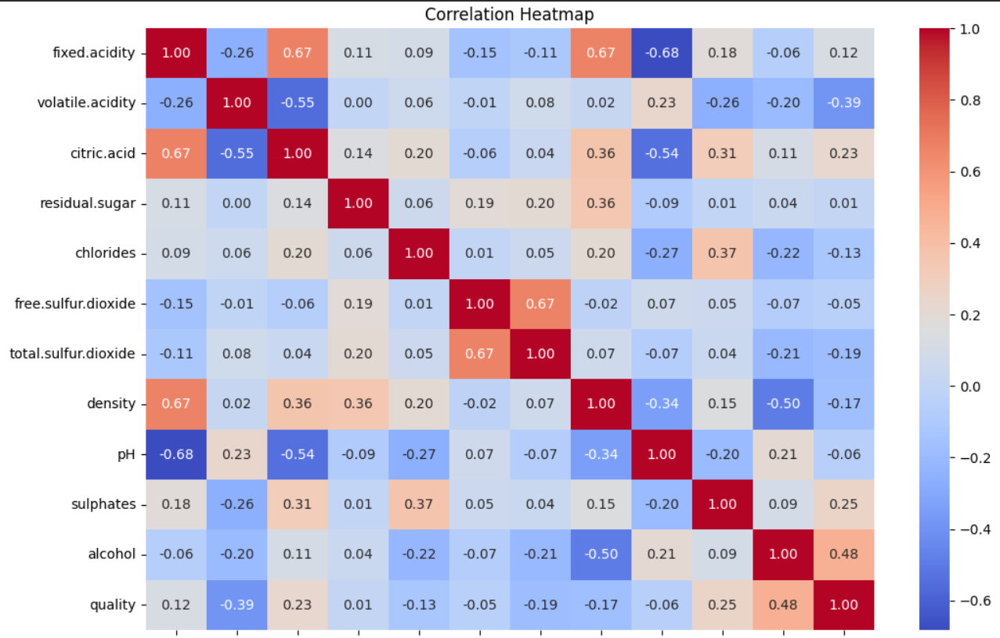 Correlation Heatmap
fixed.acidity 1.00 -0.26 0.67 0.11 0.09 -0.15 -0.11 0.67 -0.68 0.18 -0.06 0.12
volatile.acidity -0.26 1.00 -0.55 0.00 0.06 -0.01 0.08 0.02 0.23 -0.26 -0.20 -0.39
citric.acid 0.67 -0.55 1.00 0.14 0.20 -0.06 0.04 0.36 -0.54 0.31 0.11 0.23
residual.sugar 0.11 0.00 0.14 1.00 0.06 0.19 0.20 0.36 -0.09 0.01 0.04 0.01
chlorides 0.09 0.06 0.20 0.06 1.00 0.01 0.05 0.20 -0.27 0.37 -0.22 -0.13
free.sulfur.dioxide -0.15 -0.01 -0.06 0.19 0.01 1.00 0.67 -0.02 0.07 0.05 -0.07 -0.05
total.sulfur.dioxide -0.11 0.08 0.04 0.20 0.05 0.67 1.00 0.07 -0.07 0.04 -0.21 -0.19
density 0.67 0.02 0.36 0.36 0.20 -0.02 0.07 1.00 -0.34 0.15 -0.50 -0.17
pH -0.68 0.23 -0.54 -0.09 -0.27 0.07 -0.07 -0.34 1.00 -0.20 0.21 -0.06
sulphates 0.18 -0.26 0.31 0.01 0.37 0.05 0.04 0.15 -0.20 1.00 0.09 0.25
alcohol -0.06 -0.20 0.11 0.04 -0.22 -0.07 -0.21 -0.50 0.21 0.09 1.00 0.48
quality 0.12 -0.39 0.23 0.01 -0.13 -0.05 -0.19 -0.17 -0.06 0.25 0.48 1.00
1.0
0.8
0.6
0.4
0.2
0.0
−0.2
−0.4
−0.6